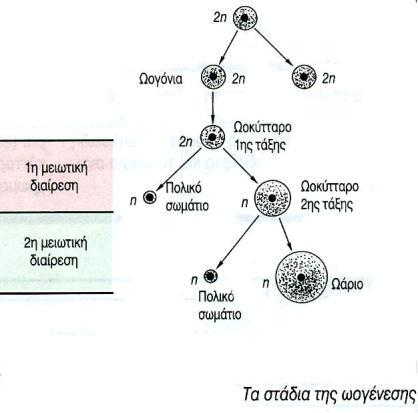 2n
Ωογόνια 2n 2n
2n Ωοκύτταρο
1ης τάξης
1η μειωτική
διαίρεση
n Πολικό
σωμάτιο
n Ωοκύτταρο
2ης τάξης
2η μειωτική
διαίρεση
n
Πολικό
σωμάτιο
n Ωάριο
Τα στάδια της ωογένεσης